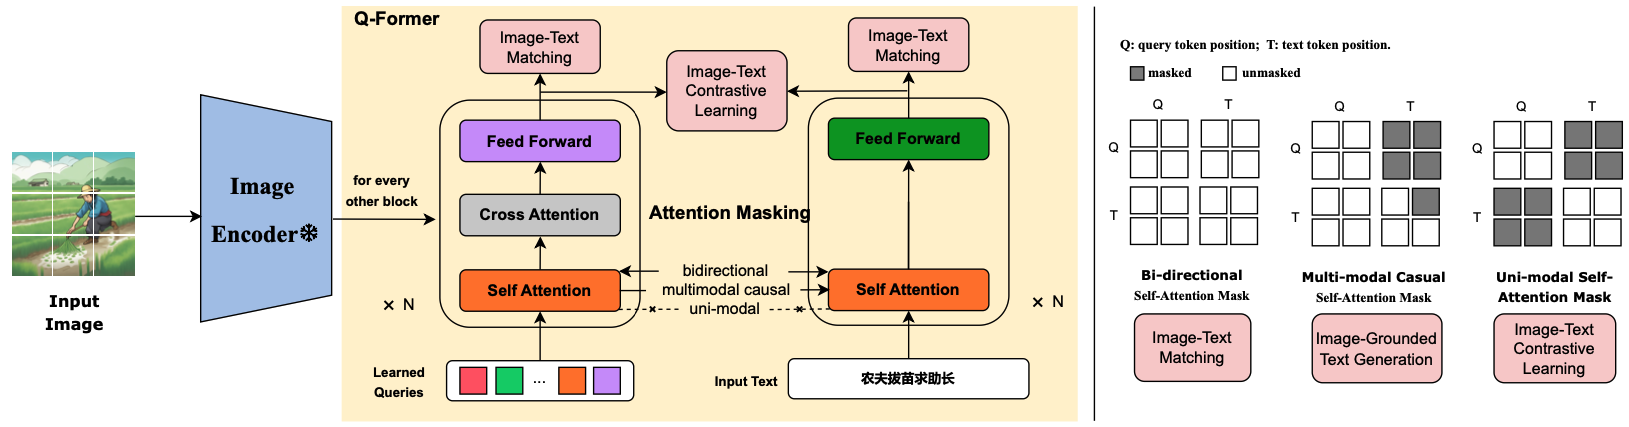 Q-Former
Image-Text
Matching
Image-Text
Matching
Image-Text
Contrastive
Learning
Feed Forward
Feed Forward
Image
Encoder❄
for every
other block
Cross Attention
Attention Masking
Self Attention
Self Attention
bidirectional
multimodal causal
uni-modal
× N
× N
Input
Image
Learned
Queries
...
Input Text
农夫拔苗求助长
Q: query token position; T: text token position.
masked
unmasked
Q T
Q
T
Bi-directional
Self-Attention Mask
Image-Text
Matching
Q T
Q
T
Multi-modal Casual
Self-Attention Mask
Image-Grounded
Text Generation
Q T
Q
T
Uni-modal Self-
Attention Mask
Image-Text
Contrastive
Learning